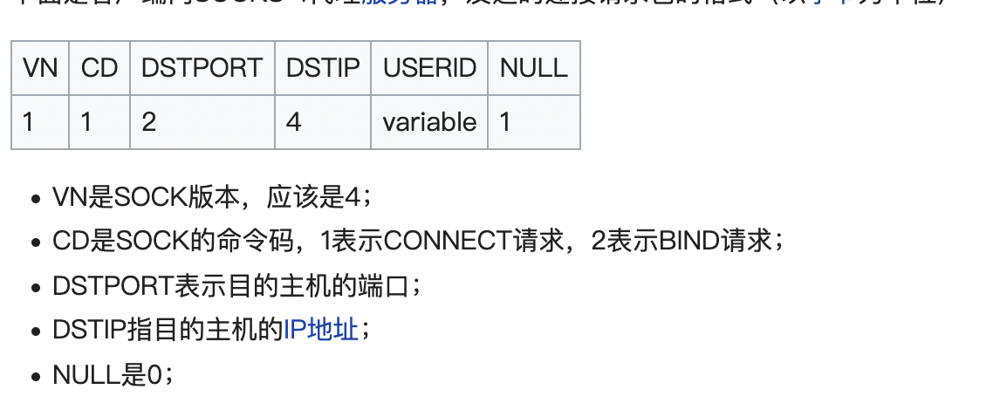 VN CD DSTPORT DSTIP USERID NULL
1 1 2 4 variable 1
VN是SOCK版本，应该是4；
CD是SOCK的命令码，1表示CONNECT请求，2表示BIND请求；
DSTPORT表示目的主机的端口；
DSTIP指目的主机的IP地址；
NULL是0；